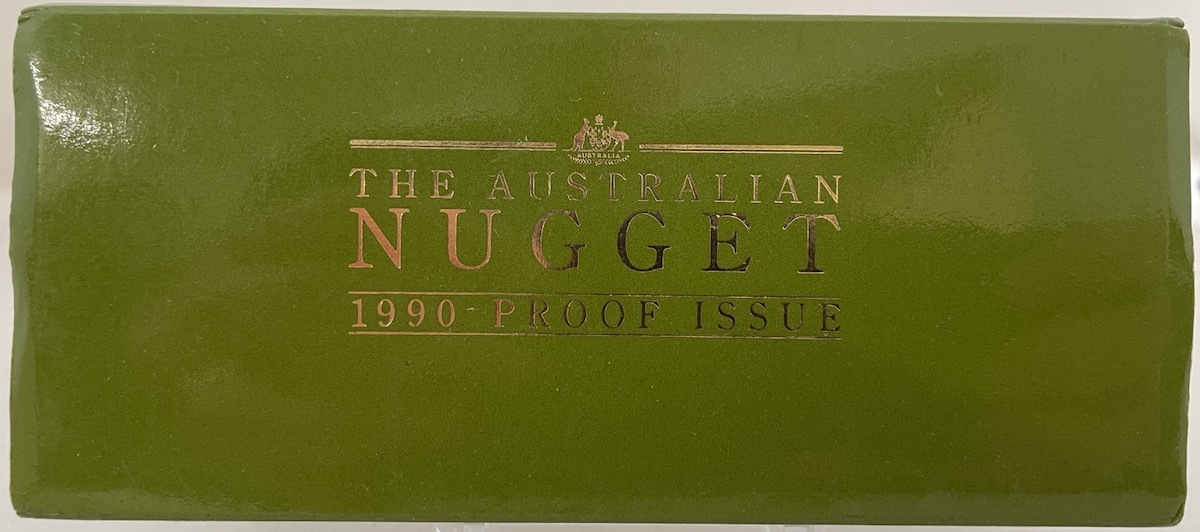 AUSTRALIA
THE AUSTRALIAN
NUGGET
1990 PROOF ISSUE